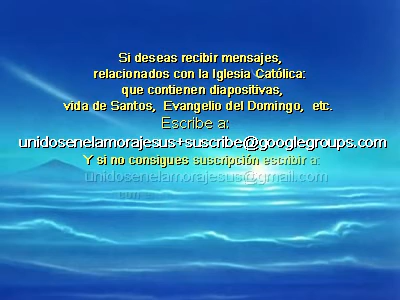 Si deseas recibir mensajes,
relacionados con la Iglesia Católica:
que contienen diapositivas,
vida de Santos, Evangelio del Domingo, etc.
Escribe a:
unidosenelamorajesus+suscribe@googlegroups.com
Y si no consigues suscripción escribir a:
unidosenelamorajesus@gmail.com
com